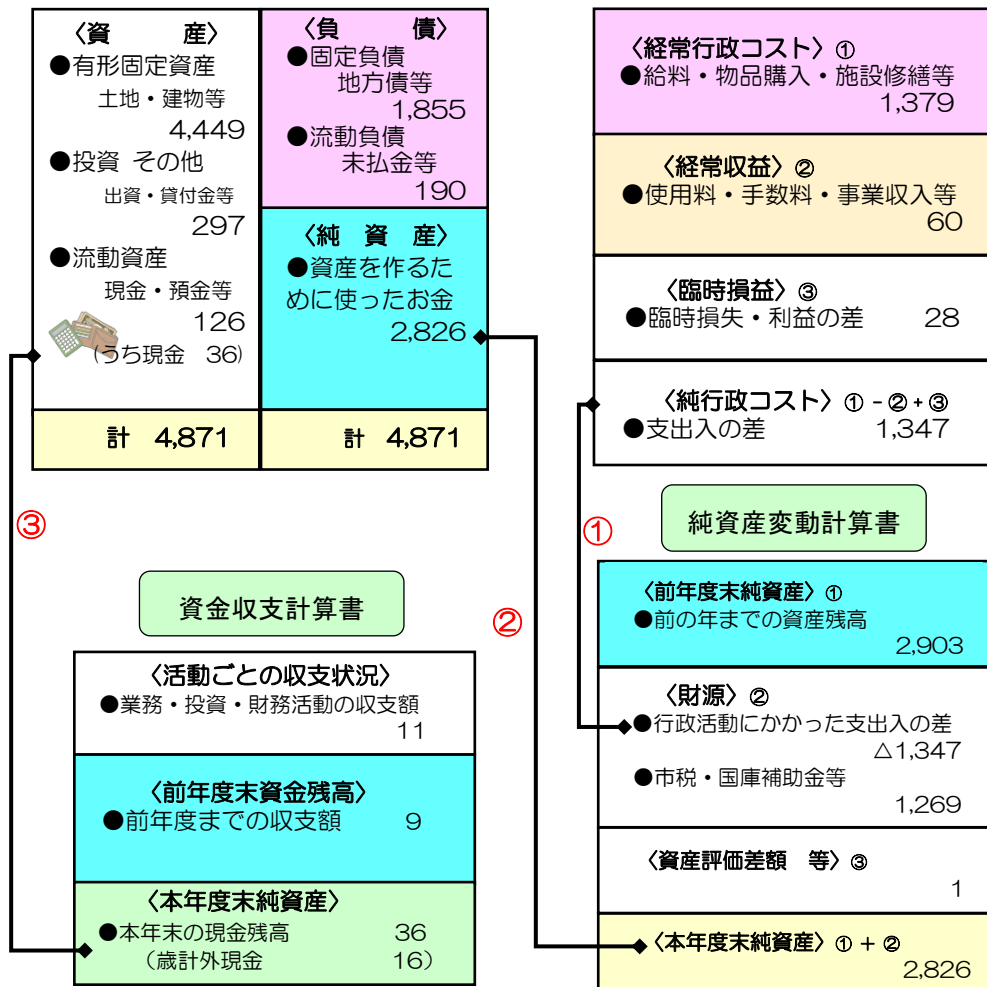 〈資　　産〉
●有形固定資産
土地・建物等
4,449
●投資 その他
出資・貸付金等
297
●流動資産
現金・預金等
126
(うち現金　36)
計　4,871
〈負　　債〉
●固定負債
地方債等
1,855
●流動負債
未払金等
190
〈純　資　産〉
●資産を作るた
めに使ったお金
2,826
計　4,871
〈経常行政コスト〉①
●給料・物品購入・施設修繕等
1,379
〈経常収益〉②
●使用料・手数料・事業収入等
60
〈臨時損益〉③
●臨時損失・利益の差　28
〈純行政コスト〉①－②＋③
●支出入の差　1,347
③
②
①
資金収支計算書
〈活動ごとの収支状況〉
●業務・投資・財務活動の収支額
11
〈前年度末資金残高〉
●前年度までの収支額　9
〈本年度末純資産〉
●本年末の現金残高　36
（歳計外現金　16）
純資産変動計算書
〈前年度末純資産〉①
●前の年までの資産残高
2,903
〈財源〉②
●行政活動にかかった支出入の差
△1,347
●市税・国庫補助金等
1,269
〈資産評価差額　等〉③
1
〈本年度末純資産〉①＋②
2,826